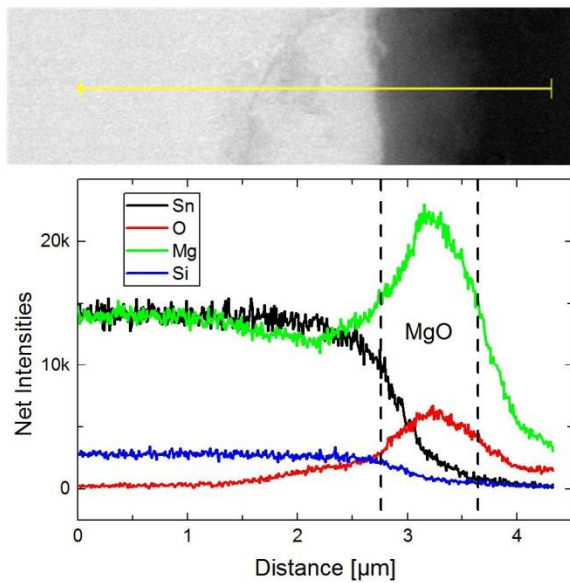 Sn
O
Mg
Si
20k
10k
0
MgO
Net Intensities
0 1 2 3 4
Distance [µm]